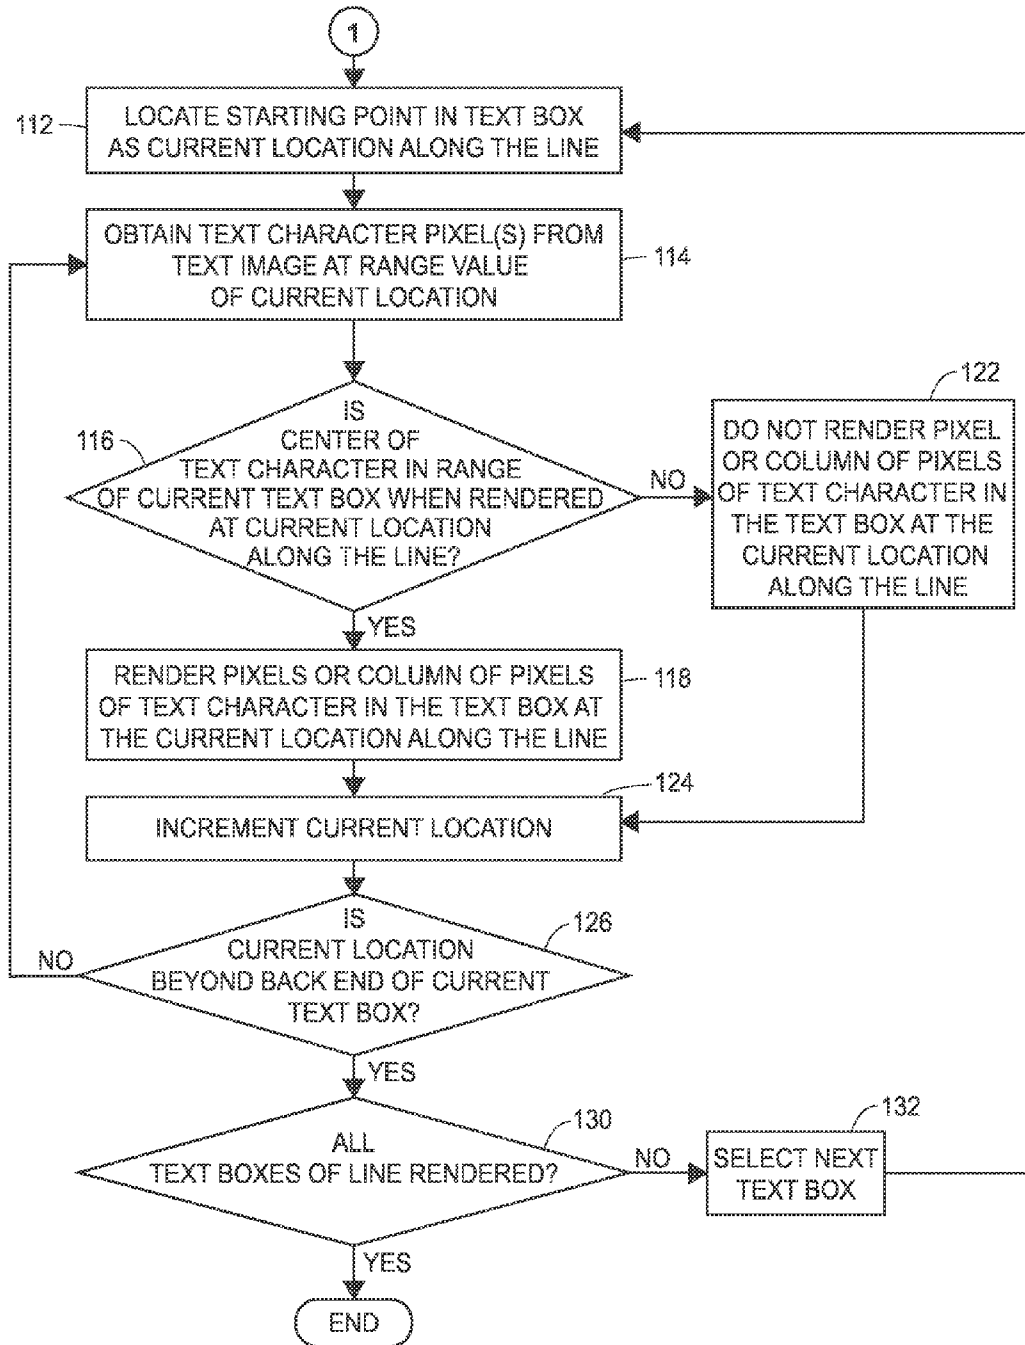 1
112
LOCATE STARTING POINT IN TEXT BOX
AS CURRENT LOCATION ALONG THE LINE
OBTAIN TEXT CHARACTER PIXEL(S) FROM
TEXT IMAGE AT RANGE VALUE
OF CURRENT LOCATION
114
116
IS
CENTER OF
TEXT CHARACTER IN RANGE
OF CURRENT TEXT BOX WHEN RENDERED
AT CURRENT LOCATION
ALONG THE LINE?
NO
122
DO NOT RENDER PIXEL
OR COLUMN OF PIXELS
OF TEXT CHARACTER IN
THE TEXT BOX AT THE
CURRENT LOCATION
ALONG THE LINE
YES
RENDER PIXELS OR COLUMN OF PIXELS
OF TEXT CHARACTER IN THE TEXT BOX AT
THE CURRENT LOCATION ALONG THE LINE
118
124
INCREMENT CURRENT LOCATION
126
IS
CURRENT LOCATION
BEYOND BACK END OF CURRENT
TEXT BOX?
NO
YES
130
ALL
TEXT BOXES OF LINE RENDERED?
NO
132
SELECT NEXT
TEXT BOX
YES
END